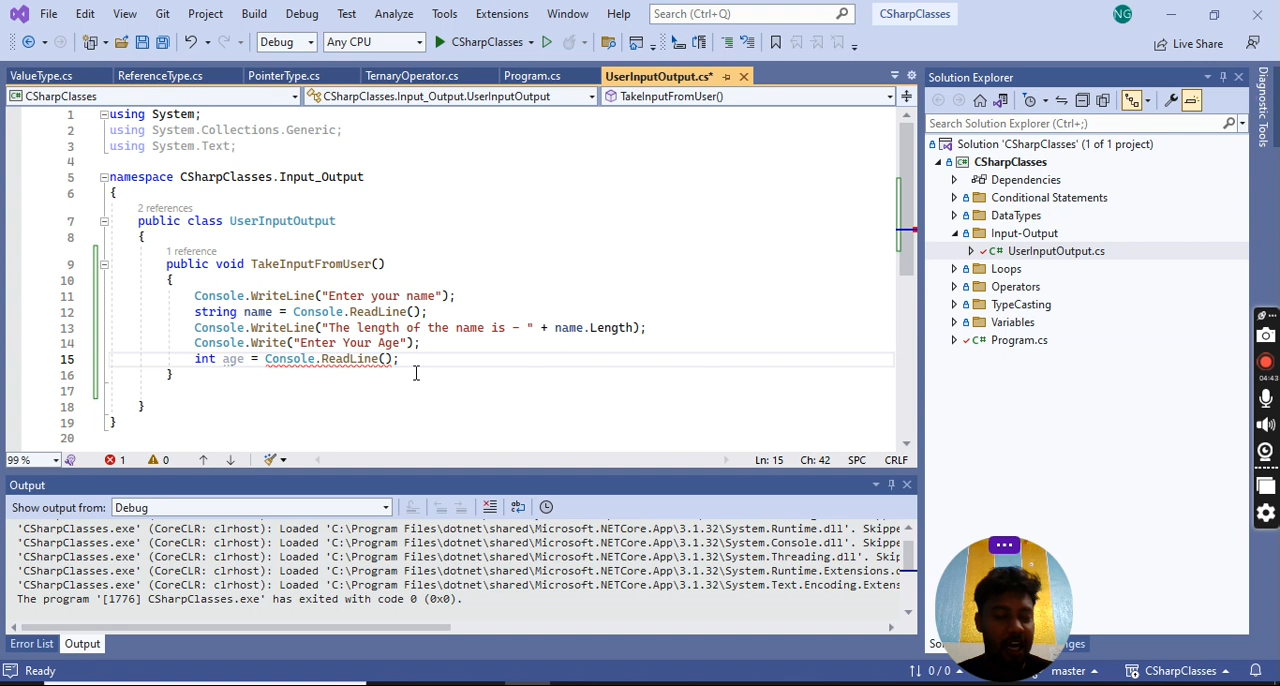 File Edit View Git Project Build Debug Test Analyze Tools Extensions Window Help Search (Ctrl+Q) CSharpClasses NG
Debug Any CPU CSharpClasses Live Share
ValueType.cs ReferenceType.cs PointerType.cs TernaryOperator.cs Program.cs UserInputOutput.cs*
CSharpClasses CSharpClasses.Input_Output.UserInputOutput TakeInputFromUser()
1 using System;
2 using System.Collections.Generic;
3 using System.Text;
4
5 namespace CSharpClasses.Input_Output
6 {
2 references
7 public class UserInputOutput
8 {
1 reference
9 public void TakeInputFromUser()
10 {
11 Console.WriteLine("Enter your name");
12 string name = Console.ReadLine();
13 Console.WriteLine("The length of the name is - " + name.Length);
14 Console.Write("Enter Your Age");
15 int age = Console.ReadLine();
16 }
17
18 }
19 }
20
99 % 1 0 Ln: 15 Ch: 42 SPC CRLF
Output
Show output from: Debug
'CSharpClasses.exe' (CoreCLR: clrhost): Loaded 'C:\Program Files\dotnet\shared\Microsoft.NETCore.App\3.1.32\System.Runtime.dll'. Skippe
'CSharpClasses.exe' (CoreCLR: clrhost): Loaded 'C:\Program Files\dotnet\shared\Microsoft.NETCore.App\3.1.32\System.Console.dll'. Skippe
'CSharpClasses.exe' (CoreCLR: clrhost): Loaded 'C:\Program Files\dotnet\shared\Microsoft.NETCore.App\3.1.32\System.Threading.dll'. Skip
'CSharpClasses.exe' (CoreCLR: clrhost): Loaded 'C:\Program Files\dotnet\shared\Microsoft.NETCore.App\3.1.32\System.Runtime.Extensions.d
'CSharpClasses.exe' (CoreCLR: clrhost): Loaded 'C:\Program Files\dotnet\shared\Microsoft.NETCore.App\3.1.32\System.Text.Encoding.Extens
The program '[1776] CSharpClasses.exe' has exited with code 0 (0x0).
Error List Output
Ready 0 / 0 master CSharpClasses
Solution Explorer
Search Solution Explorer (Ctrl+;)
Solution 'CSharpClasses' (1 of 1 project)
CSharpClasses
Dependencies
Conditional Statements
DataTypes
Input-Output
C# UserInputOutput.cs
Loops
Operators
TypeCasting
Variables
C# Program.cs
Diagnostic Tools
04:43